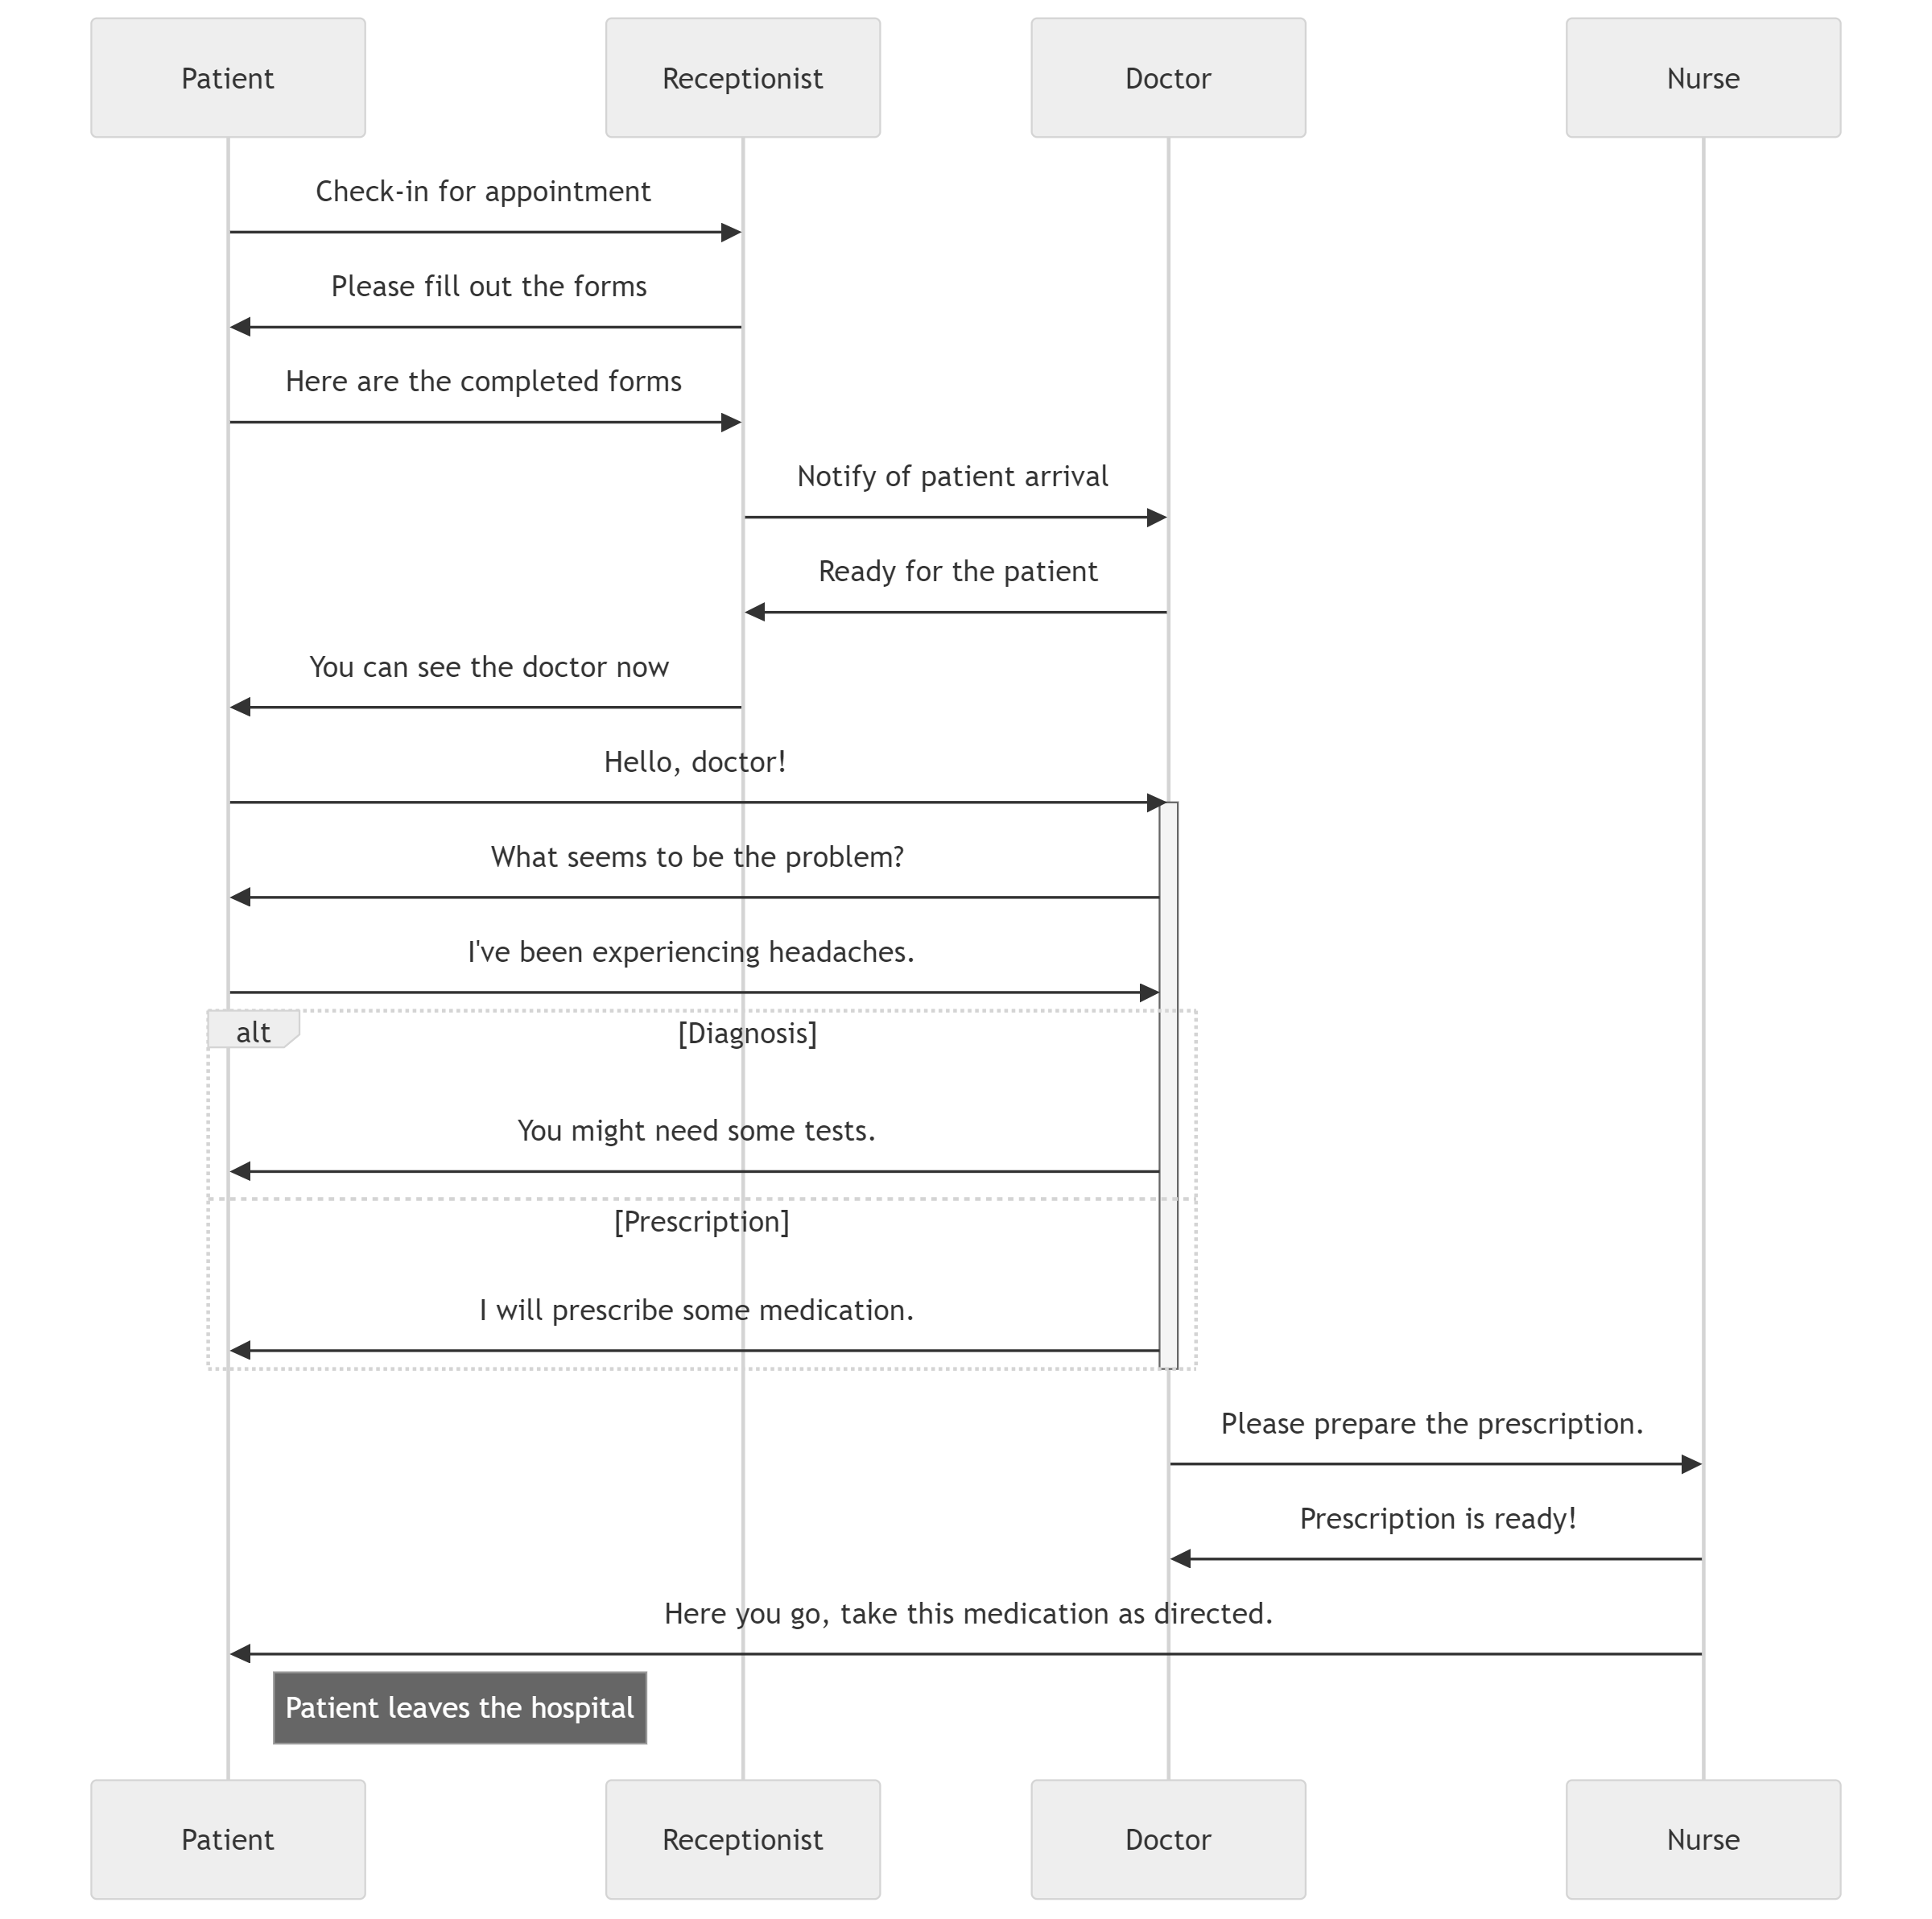 Patient
Receptionist
Doctor
Nurse
Check-in for appointment
Please fill out the forms
Here are the completed forms
Notify of patient arrival
Ready for the patient
You can see the doctor now
Hello, doctor!
What seems to be the problem?
I've been experiencing headaches.
alt
[Diagnosis]
You might need some tests.
[Prescription]
I will prescribe some medication.
Please prepare the prescription.
Prescription is ready!
Here you go, take this medication as directed.
Patient leaves the hospital
Patient
Receptionist
Doctor
Nurse